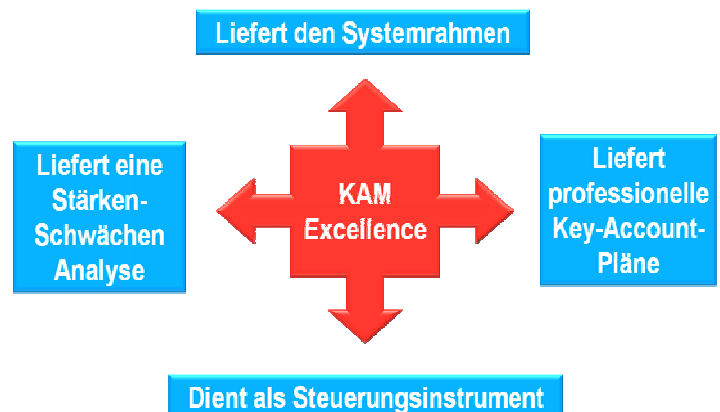 Liefert den Systemrahmen
Liefert eine
Stärken-
Schwächen
Analyse
KAM
Excellence
Liefert
professionelle
Key-Account-
Pläne
Dient als Steuerungsinstrument